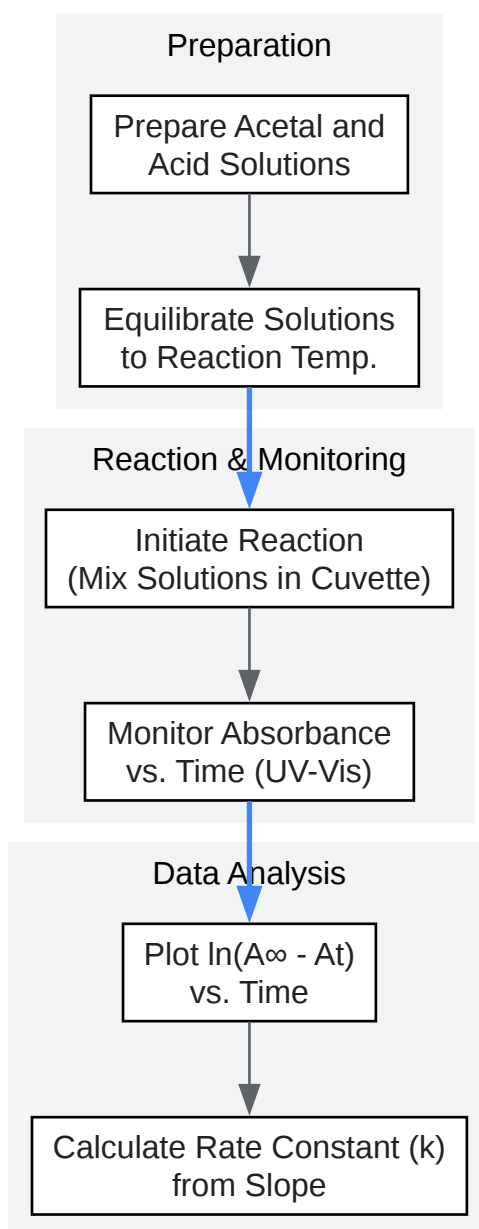 Preparation
Prepare Acetal and
Acid Solutions
Equilibrate Solutions
to Reaction Temp.
Reaction & Monitoring
Initiate Reaction
(Mix Solutions in Cuvette)
Monitor Absorbance
vs. Time (UV-Vis)
Data Analysis
Plot ln(A∞ - At)
vs. Time
Calculate Rate Constant (k)
from Slope